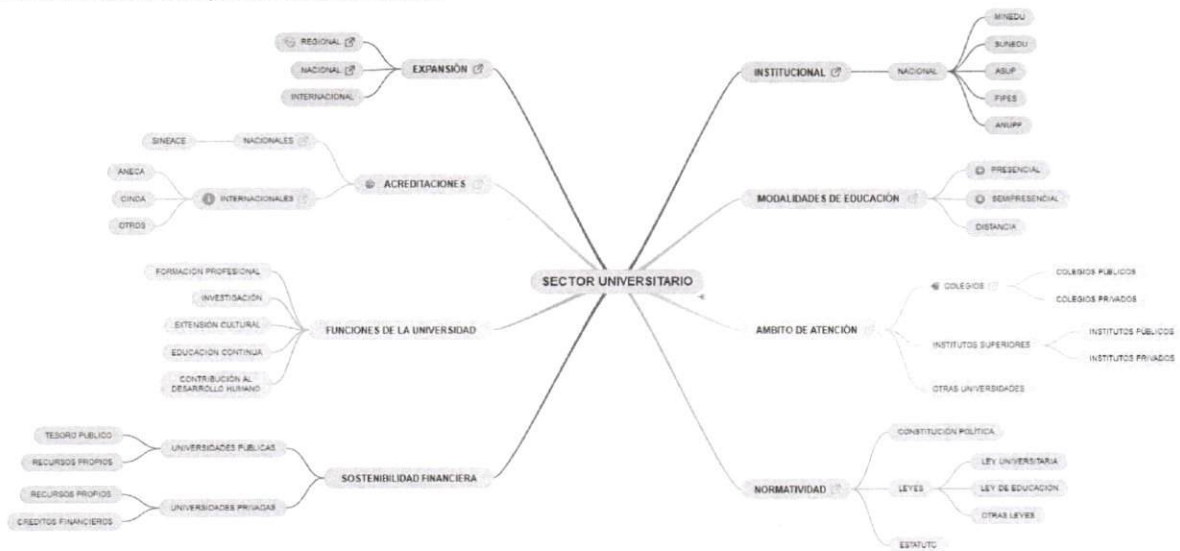 REGIONAL
NACIONAL
INTERNACIONAL
EXPANSIÓN
SINEACE
NACIONALES
ANECA
CINDA
OTROS
INTERNACIONALES
ACREDITACIONES
FORMACIÓN PROFESIONAL
INVESTIGACIÓN
EXTENSIÓN CULTURAL
EDUCACIÓN CONTINUA
CONTRIBUCIÓN AL
DESARROLLO HUMANO
FUNCIONES DE LA UNIVERSIDAD
TESORO PUBLICO
RECURSOS PROPIOS
UNIVERSIDADES PUBLICAS
RECURSOS PROPIOS
CREDITOS FINANCIEROS
UNIVERSIDADES PRIVADAS
SOSTENIBILIDAD FINANCIERA
SECTOR UNIVERSITARIO
INSTITUCIONAL
NACIONAL
MINEDU
SUNEDU
ASUP
FIPES
ANUPP
MODALIDADES DE EDUCACIÓN
PRESENCIAL
SEMIPRESENCIAL
DISTANCIA
AMBITO DE ATENCIÓN
COLEGIOS
COLEGIOS PÚBLICOS
COLEGIOS PRIVADOS
INSTITUTOS SUPERIORES
INSTITUTOS PÚBLICOS
INSTITUTOS PRIVADOS
OTRAS UNIVERSIDADES
NORMATIVIDAD
CONSTITUCIÓN POLÍTICA
LEYES
LEY UNIVERSITARIA
LEY DE EDUCACIÓN
OTRAS LEYES
ESTATUTO